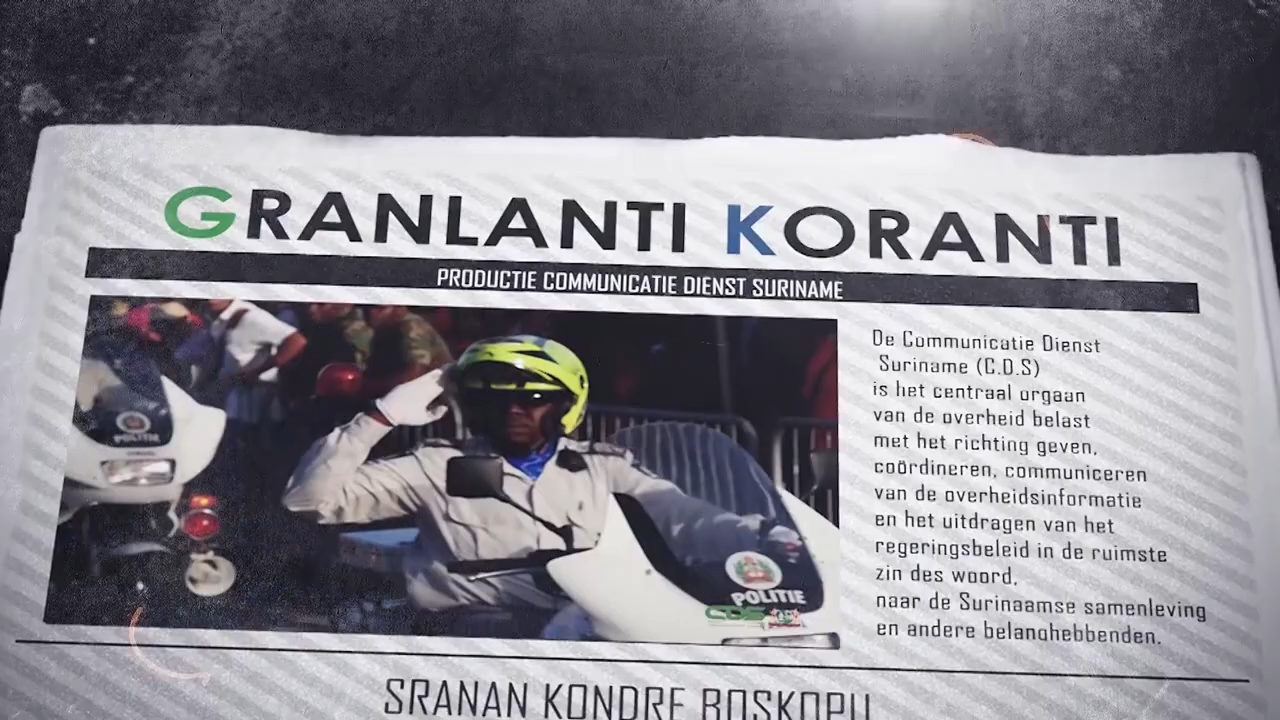 GRANLANTI KORANTI
PRODUCTIE COMMUNICATIE DIENST SURINAME
De Communicatie Dienst
Suriname (C.D.S)
is het centraal orgaan
van de overheid belast
met het richting geven,
coördineren, communiceren
van de overheidsinformatie
en het uitdragen van het
regeringsbeleid in de ruimste
zin des woord,
naar de Surinaamse samenleving
en andere belanghebbenden.
POLITIE
POLITIE
CDS
SRANAN KONDRE BOSKOPU